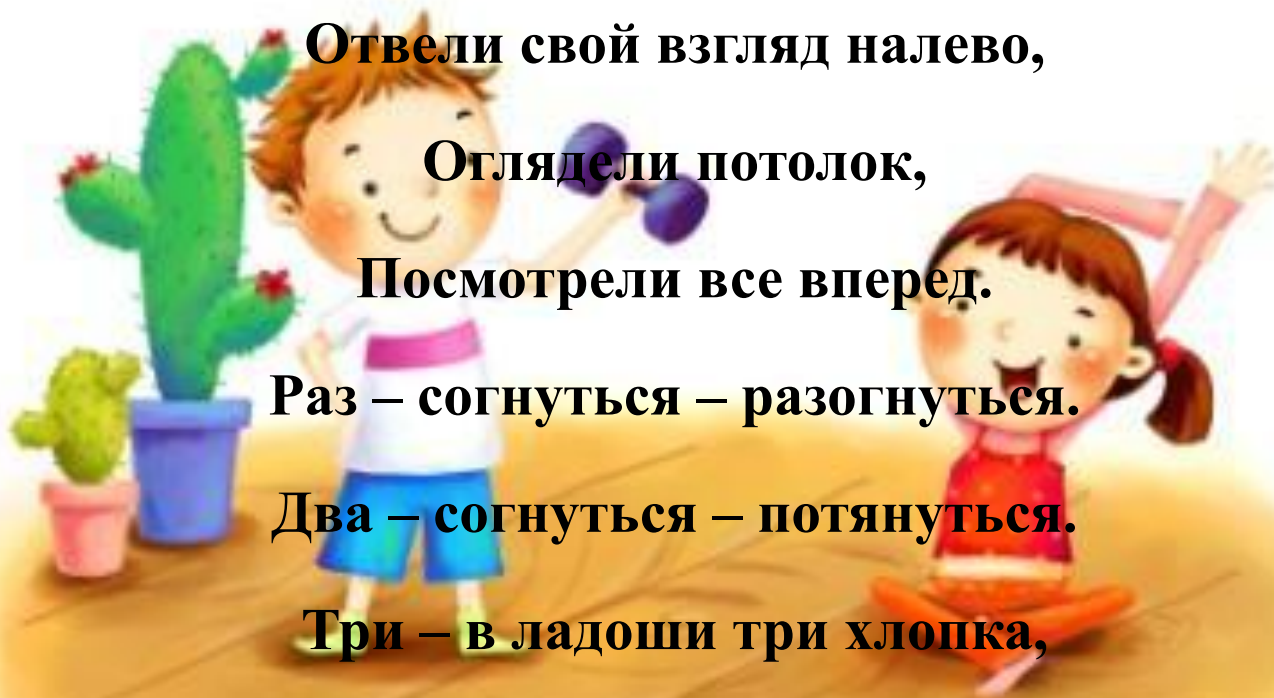 Отвели свой взгляд налево,
Оглядели потолок,
Посмотрели все вперед.
Раз – согнуться – разогнуться.
Два – согнуться – потянуться.
Три – в ладоши три хлопка,